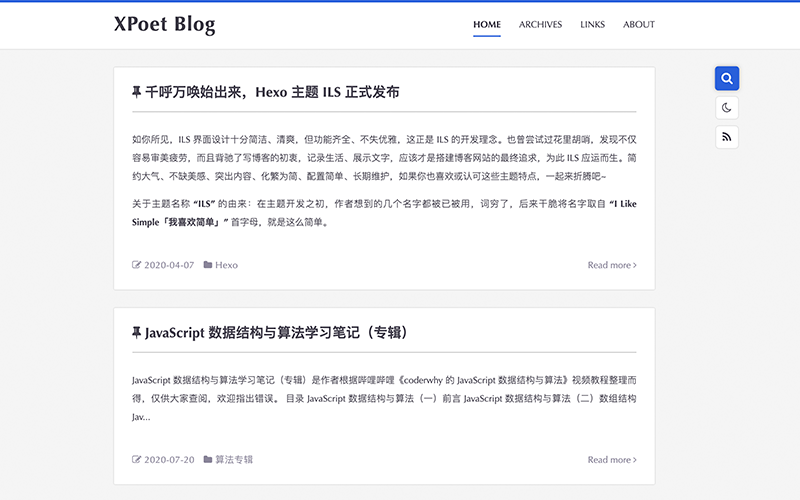 XPoet Blog
HOME ARCHIVES LINKS ABOUT
千呼万唤始出来，Hexo 主题 ILS 正式发布
如你所见，ILS 界面设计十分简洁、清爽，但功能齐全、不失优雅，这正是 ILS 的开发理念。也曾尝试过花里胡哨，发现不仅
容易审美疲劳，而且背驰了写博客的初衷，记录生活、展示文字，应该才是搭建博客网站的最终追求，为此 ILS 应运而生。简
约大气、不缺美感、突出内容、化繁为简、配置简单、长期维护，如果你也喜欢或认可这些主题特点，一起来折腾吧~
关于主题名称 “ILS” 的由来：在主题开发之初，作者想到的几个名字都被已被用，词穷了，后来干脆将名字取自 “I Like
Simple「我喜欢简单」” 首字母，就是这么简单。
2020-04-07 Hexo Read more
JavaScript 数据结构与算法学习笔记（专辑）
JavaScript 数据结构与算法学习笔记（专辑）是作者根据哔哩哔哩《coderwhy 的 JavaScript 数据结构与算法》视频教程整理而
得，仅供大家查阅，欢迎指出错误。 目录 JavaScript 数据结构与算法（一）前言 JavaScript 数据结构与算法（二）数组结构
Jav...
2020-07-20 算法专辑 Read more